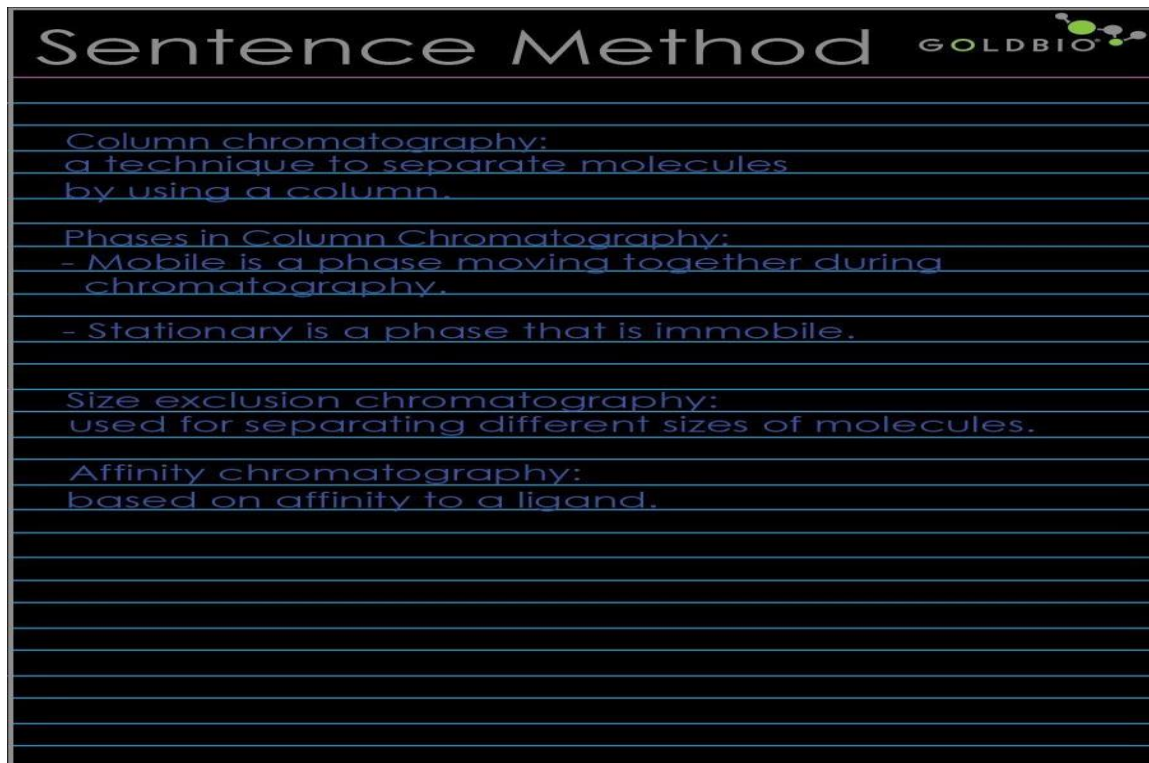 Sentence Method
GOLDBIO
Column chromatography:
a technique to separate molecules
by using a column.
Phases in Column Chromatography:
- Mobile is a phase moving together during
chromatography.
- Stationary is a phase that is immobile.
Size exclusion chromatography:
used for separating different sizes of molecules.
Affinity chromatography:
based on affinity to a ligand.